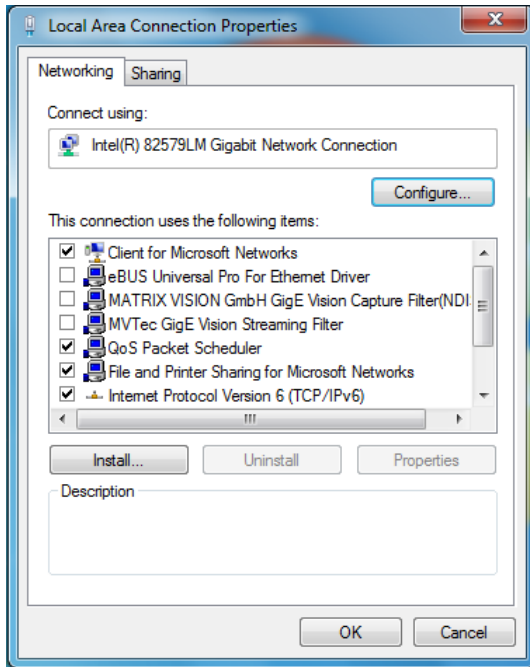 Local Area Connection Properties
Networking
Sharing
Connect using:
Intel(R) 82579LM Gigabit Network Connection
Configure...
This connection uses the following items:
Client for Microsoft Networks
eBUS Universal Pro For Ethernet Driver
MATRIX VISION GmbH GigE Vision Capture Filter(NDI
MVTec GigE Vision Streaming Filter
QoS Packet Scheduler
File and Printer Sharing for Microsoft Networks
Internet Protocol Version 6 (TCP/IPv6)
Install...
Uninstall
Properties
Description
OK
Cancel